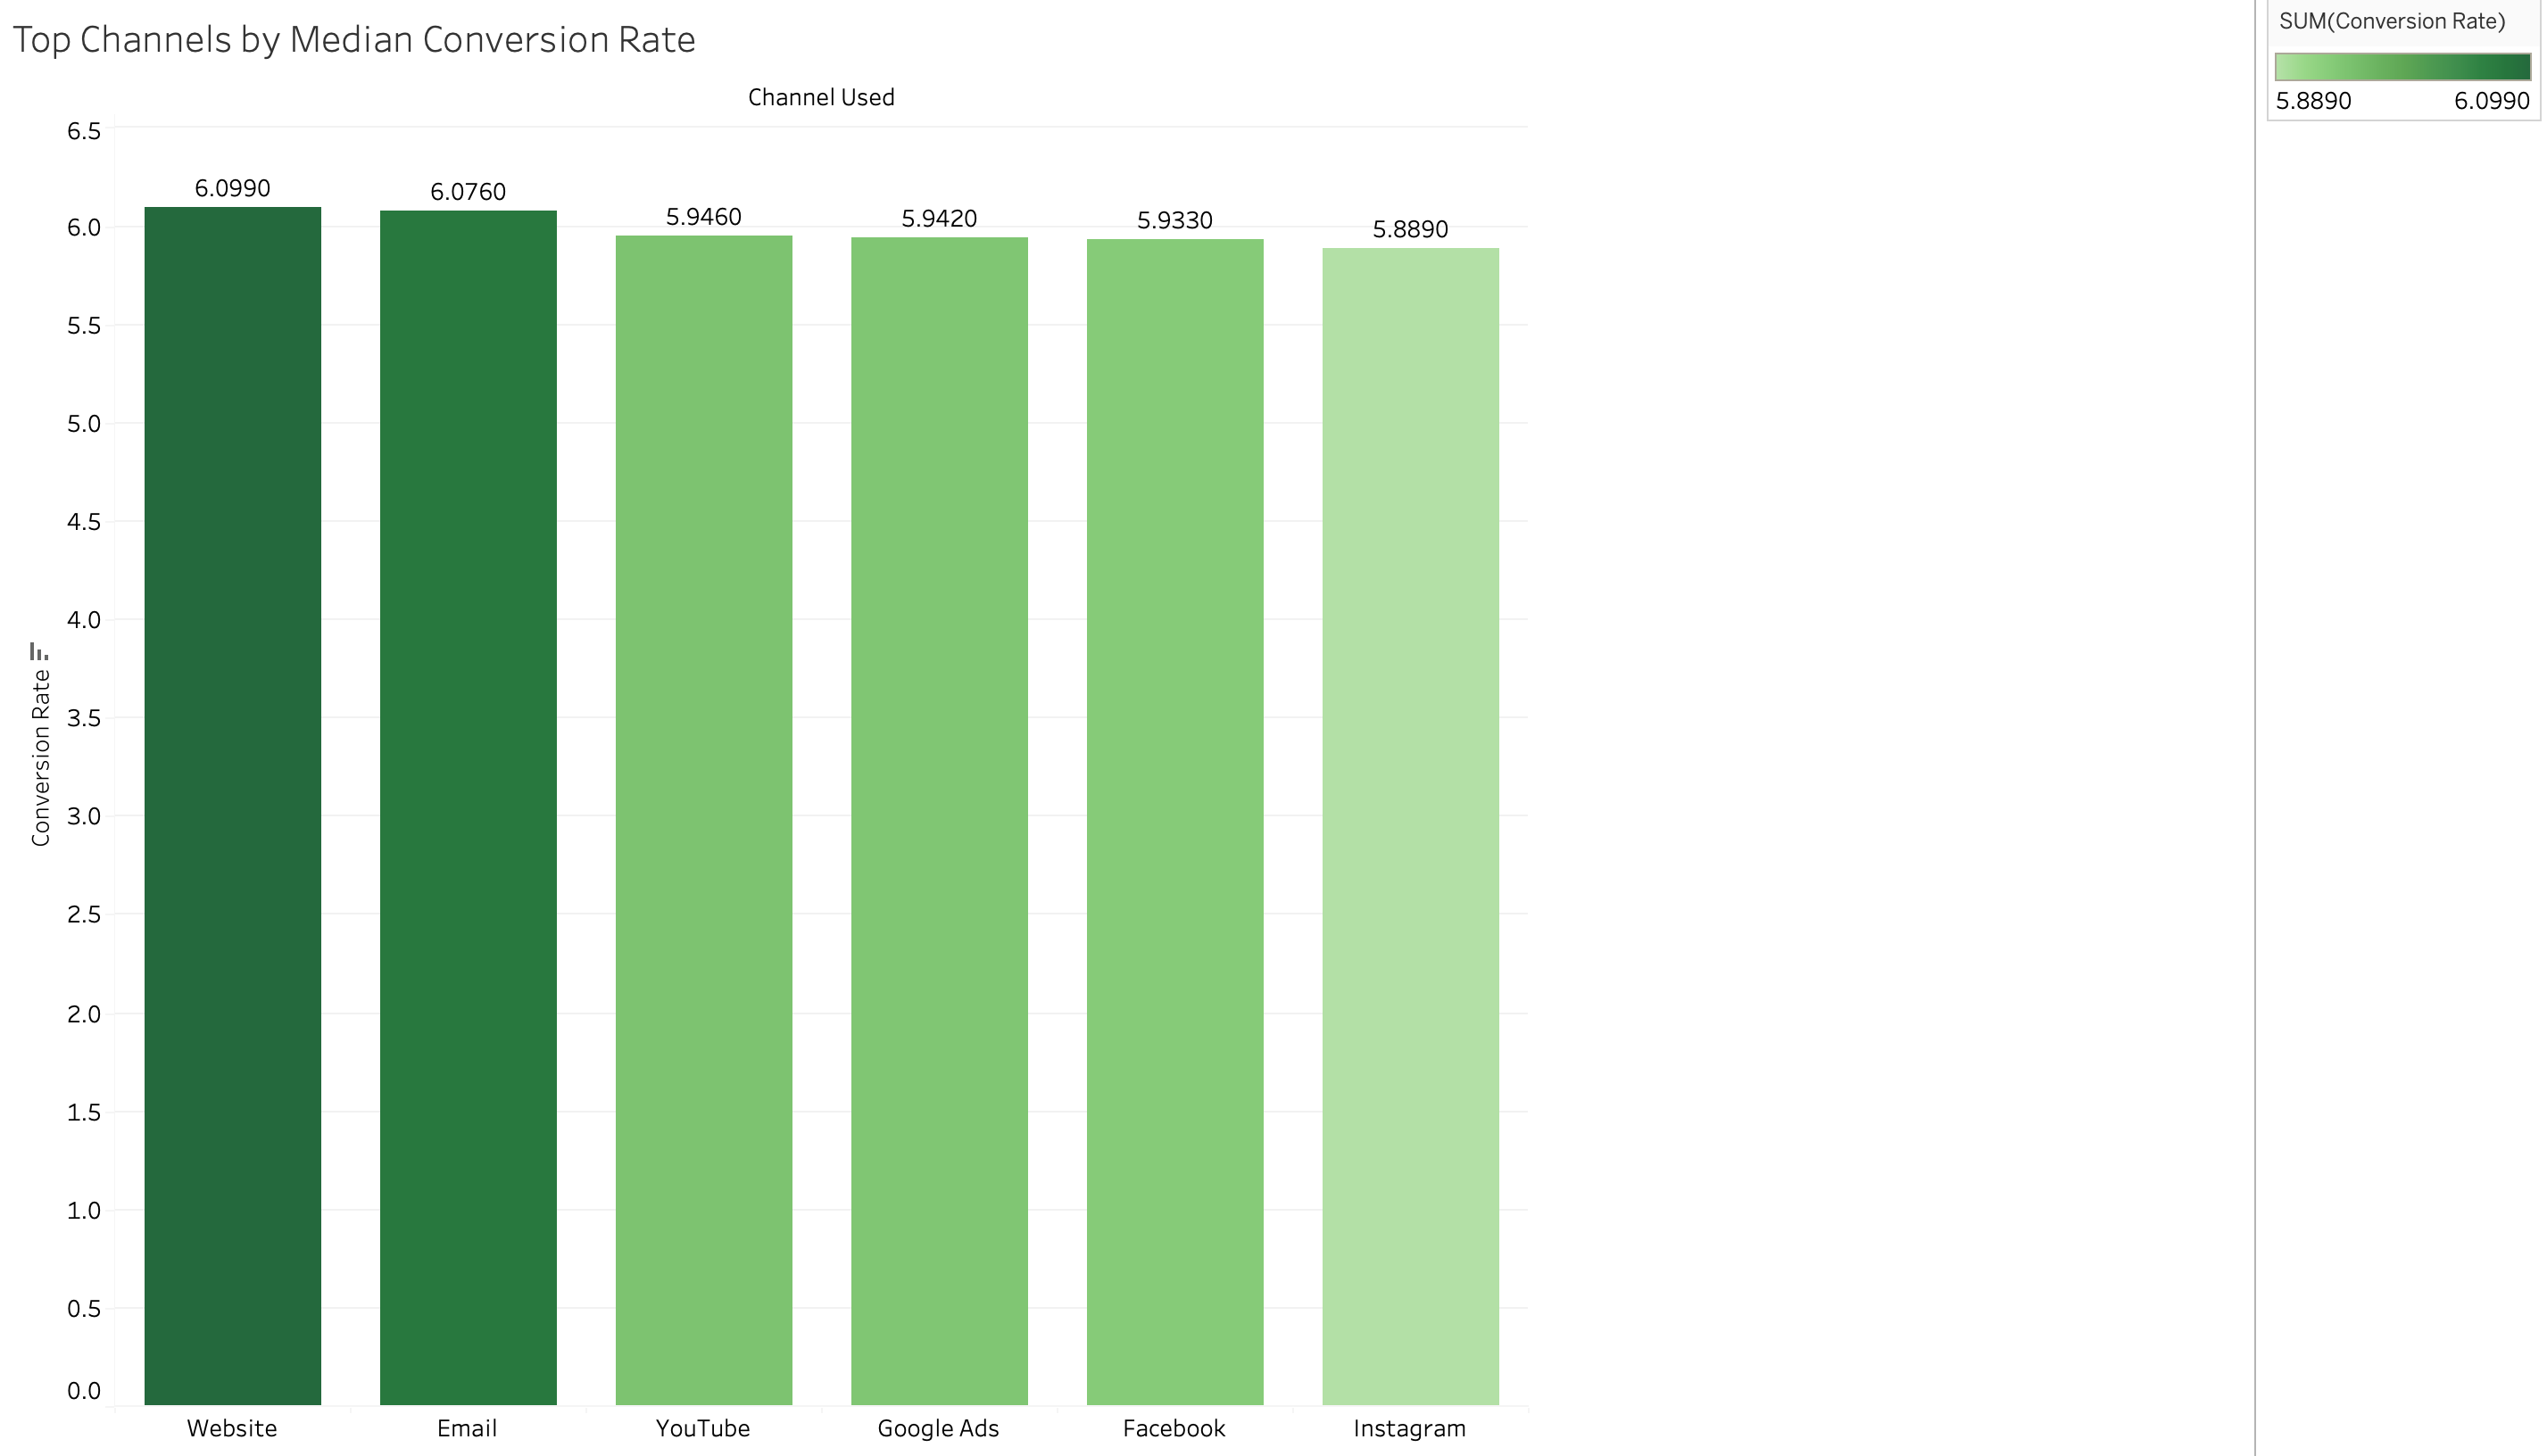 Top Channels by Median Conversion Rate
SUM(Conversion Rate)
5.8890 6.0990
Channel Used
6.5
6.0
5.5
5.0
4.5
4.0
3.5
3.0
2.5
2.0
1.5
1.0
0.5
0.0
Conversion Rate
6.0990 6.0760 5.9460 5.9420 5.9330 5.8890
Website Email YouTube Google Ads Facebook Instagram